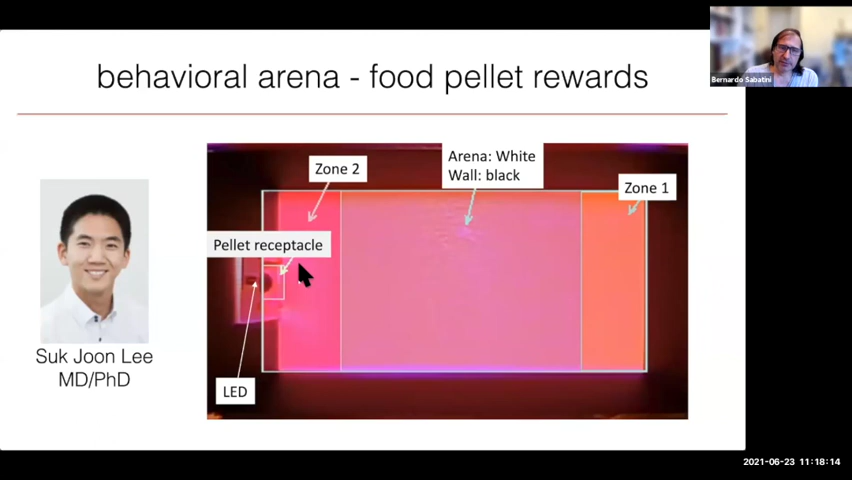 Bernardo Sabatini
behavioral arena - food pellet rewards
Arena: White
Wall: black
Zone 2
Zone 1
Pellet receptacle
Suk Joon Lee
MD/PhD
LED
2021-06-23 11:18:14